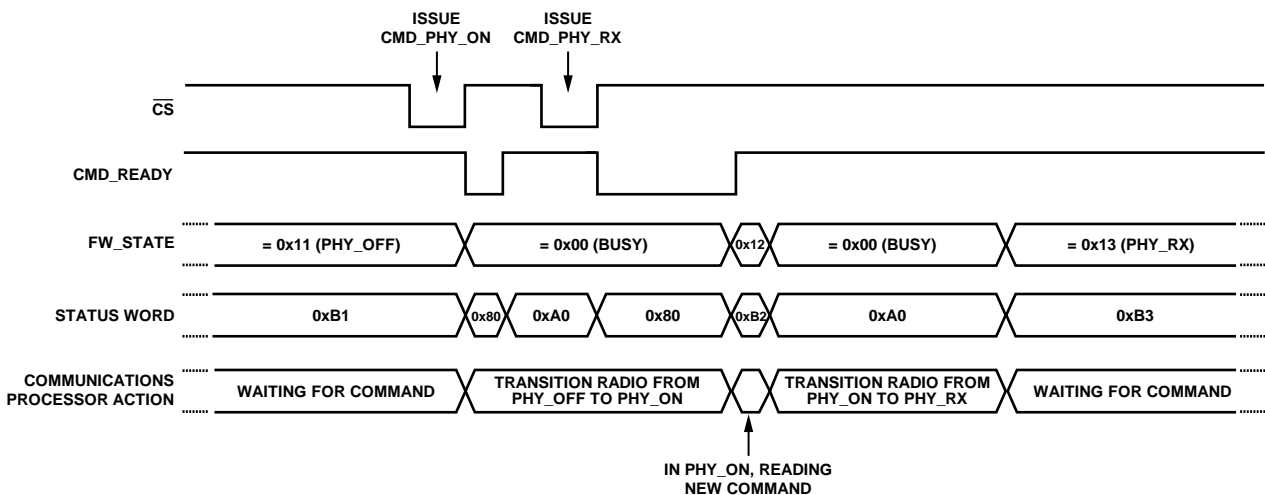 ISSUE
CMD_PHY_ON
ISSUE
CMD_PHY_RX
CS
CMD_READY
FW_STATE
= 0x11 (PHY_OFF)
= 0x00 (BUSY)
0x12
= 0x00 (BUSY)
= 0x13 (PHY_RX)
STATUS WORD
0xB1
0x80
0xA0
0x80
0xB2
0xA0
0xB3
COMMUNICATIONS
PROCESSOR ACTION
WAITING FOR COMMAND
TRANSITION RADIO FROM
PHY_OFF TO PHY_ON
TRANSITION RADIO FROM
PHY_ON TO PHY_RX
WAITING FOR COMMAND
IN PHY_ON, READING
NEW COMMAND